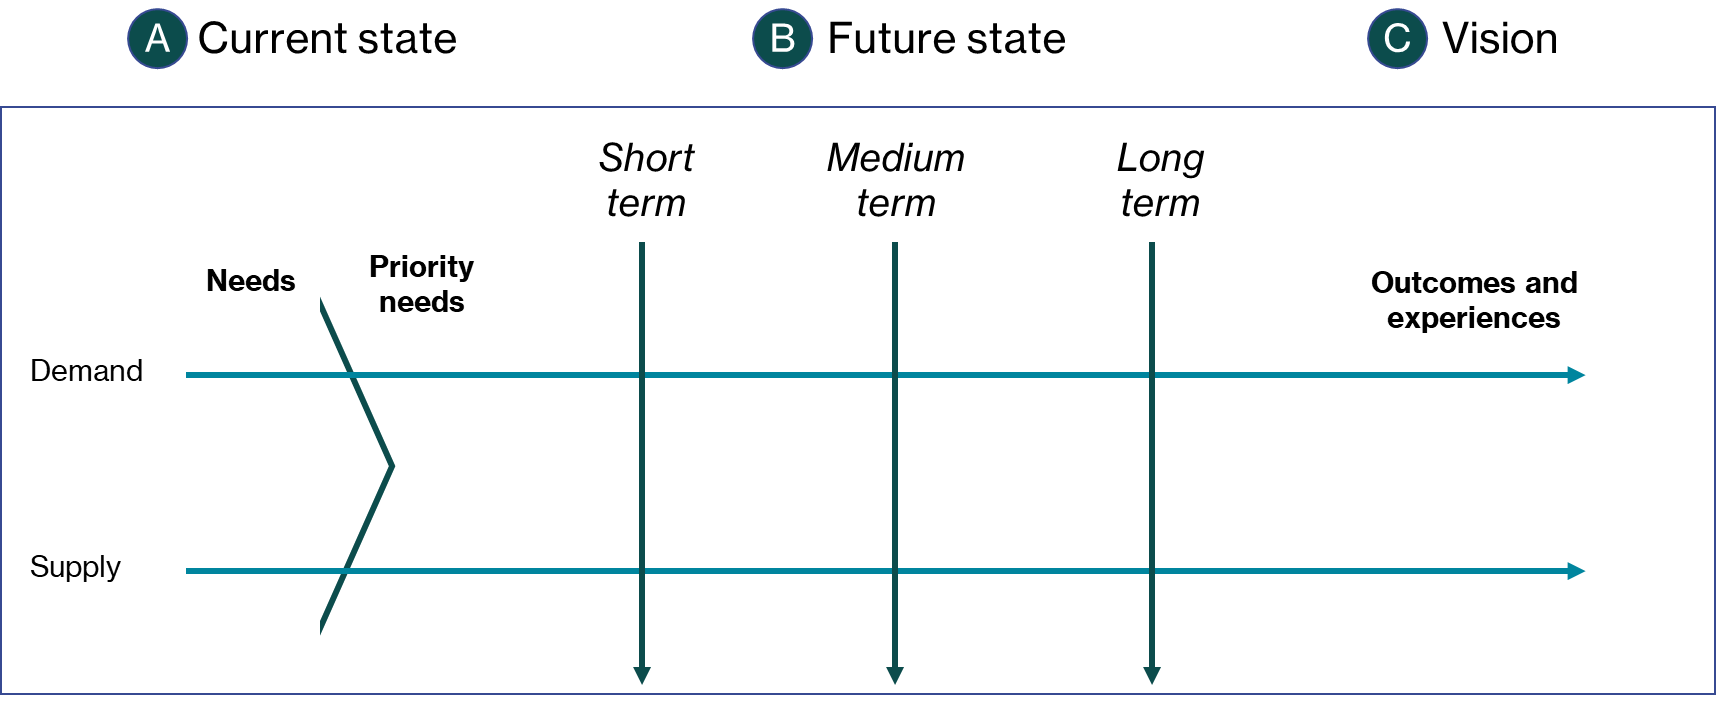 A Current state
B Future state
C Vision
Short
term
Medium
term
Long
term
Needs
Priority
needs
Outcomes and
experiences
Demand
Supply